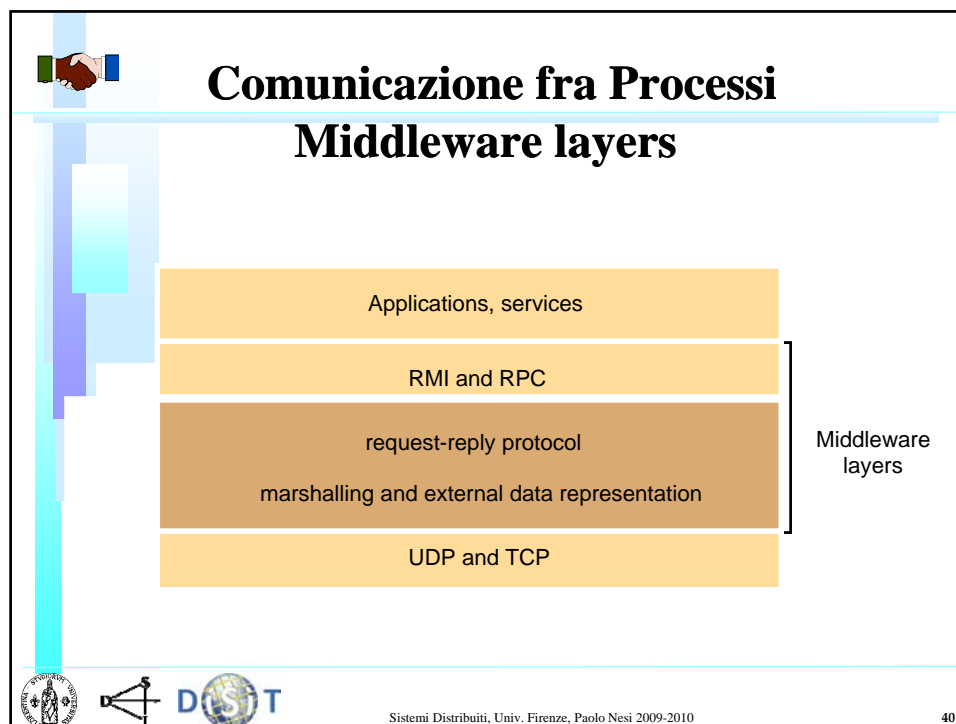 Comunicazione fra Processi
Middleware layers
Applications, services
RMI and RPC
request-reply protocol
marshalling and external data representation
UDP and TCP
Middleware
layers
DISIT
Sistemi Distribuiti, Univ. Firenze, Paolo Nesi 2009-2010
40